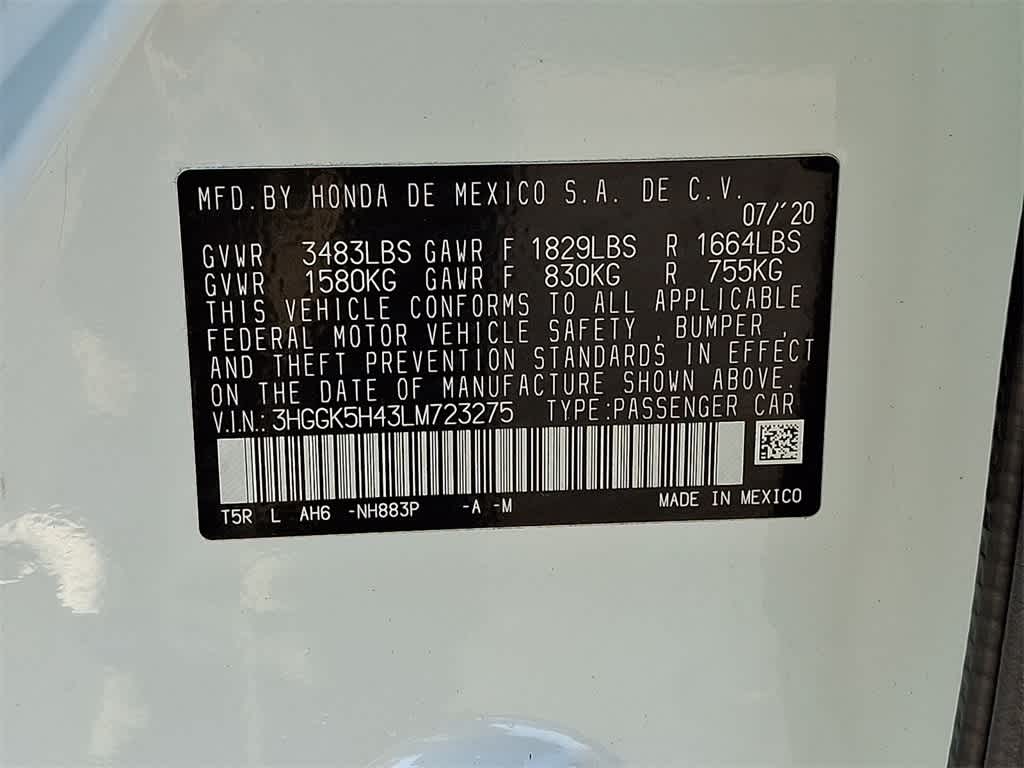 MFD.BY HONDA DE MEXICO S.A. DE C.V.
07/'20
GVWR 3483LBS GAWR F 1829LBS R 1664LBS
GVWR 1580KG GAWR F 830KG R 755KG
THIS VEHICLE CONFORMS TO ALL APPLICABLE
FEDERAL MOTOR VEHICLE SAFETY , BUMPER ,
AND THEFT PREVENTION STANDARDS IN EFFECT
ON THE DATE OF MANUFACTURE SHOWN ABOVE.
V.I.N.: 3HGGK5H43LM723275 TYPE:PASSENGER CAR
T5R L AH6 -NH883P -A -M MADE IN MEXICO